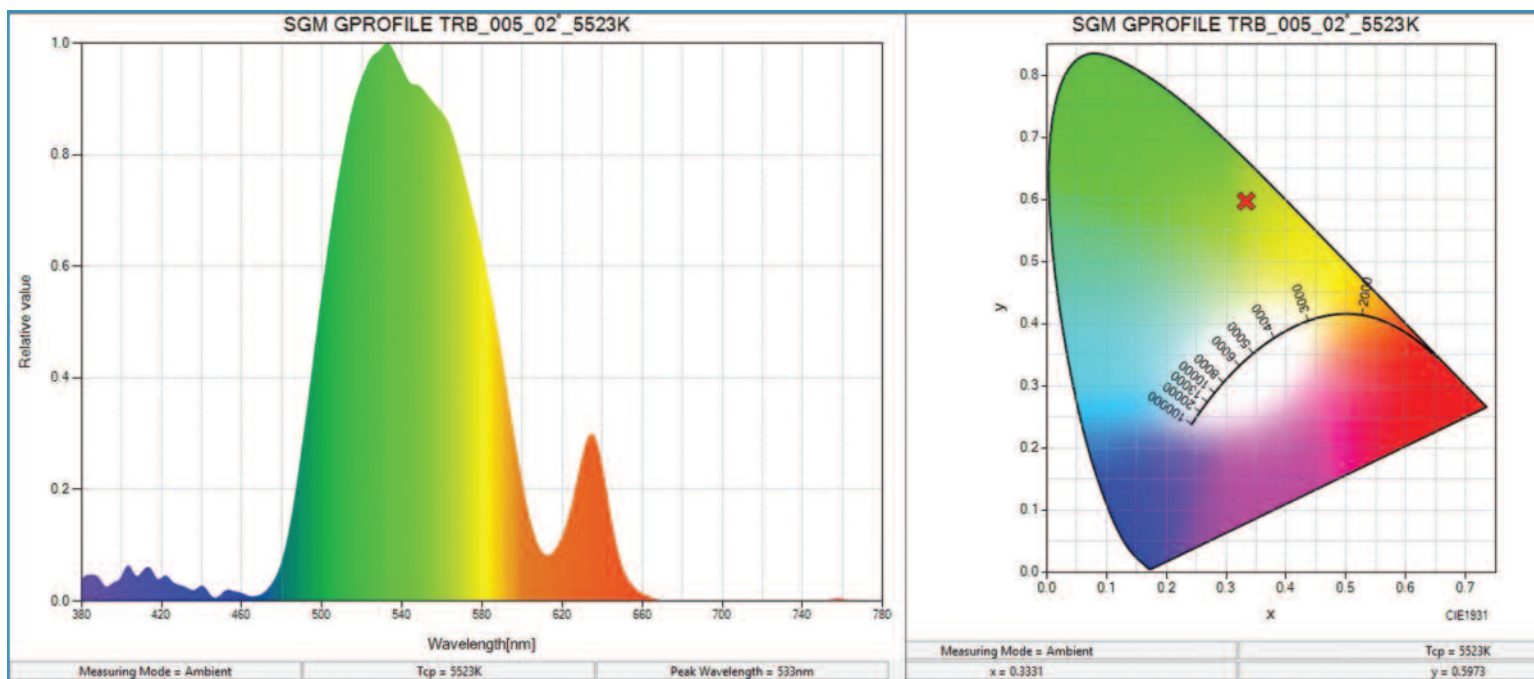 SGM GPROFILE TRB_005_02°_5523K
1.0
0.8
0.6
0.4
0.2
0.0
Relative value
380 420 460 500 540 580 620 660 700 740 780
Wavelength[nm]
Measuring Mode = Ambient Tcp = 5523K Peak Wavelength = 533nm
SGM GPROFILE TRB_005_02°_5523K
0.8
0.7
0.6
0.5
0.4
0.3
0.2
0.1
0.0
y
2000
3000
4000
5000
6000
8000
10000
13000
20000
100000
0.0 0.1 0.2 0.3 0.4 0.5 0.6 0.7
x
CIE1931
Measuring Mode = Ambient Tcp = 5523K
x = 0.3331 y = 0.5973